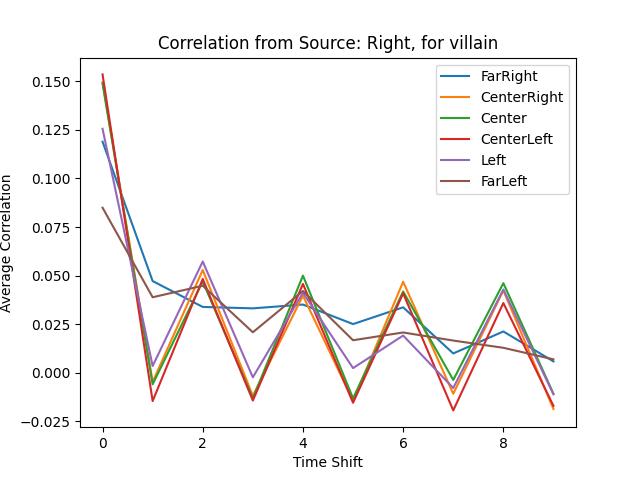 Correlation from Source: Right, for villain
0.150
0.125
0.100
0.075
0.050
0.025
0.000
−0.025
Average Correlation
FarRight
CenterRight
Center
CenterLeft
Left
FarLeft
0 2 4 6 8
Time Shift